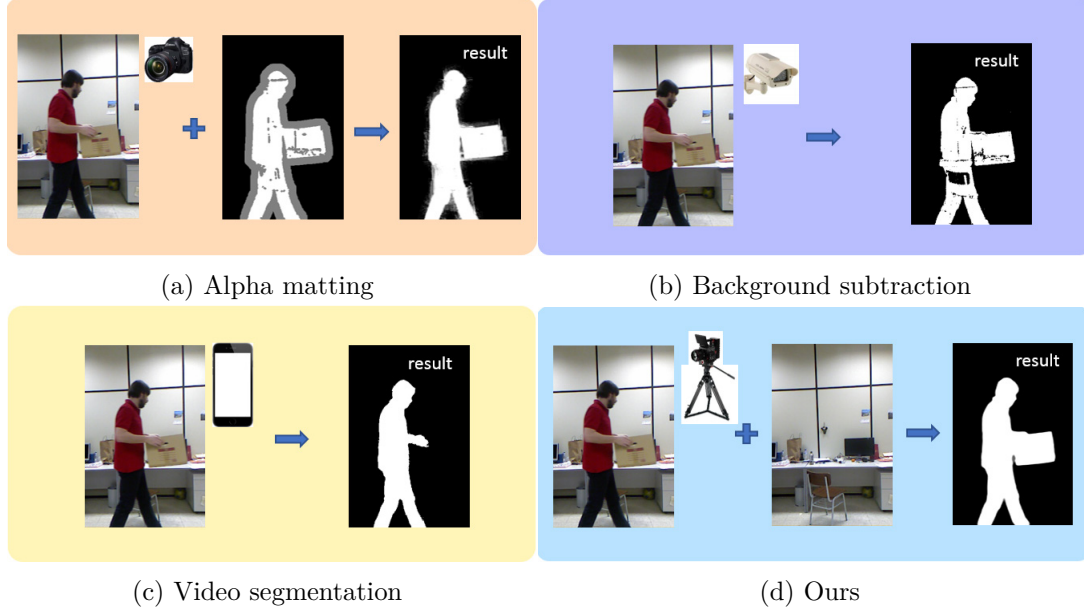 result
result
(a) Alpha matting
(b) Background subtraction
result
result
(c) Video segmentation
(d) Ours